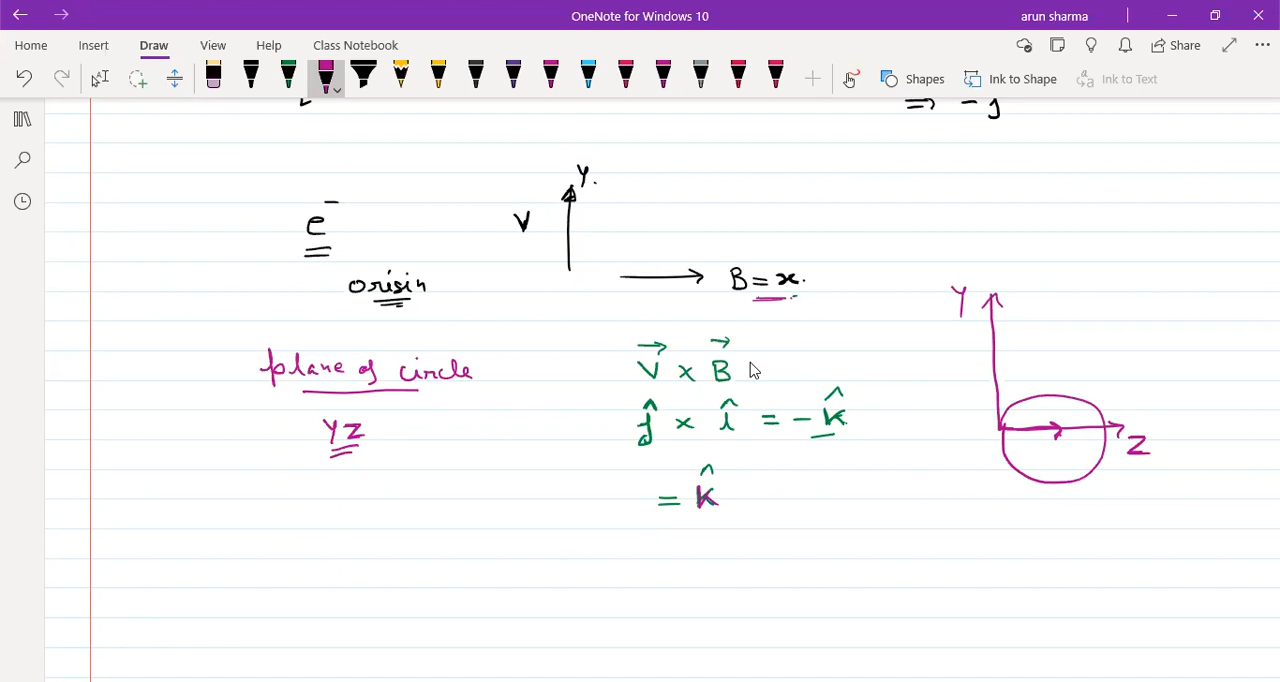 OneNote for Windows 10
arun sharma
Home Insert Draw View Help Class Notebook
Share
Shapes
Ink to Shape
Ink to Text
⇒ - j
Y.
e⁻
V
orisin
B = x.
Y
plane of circle
V⃗ × B⃗
YZ
ĵ × î = - k̂
Z
= k̂